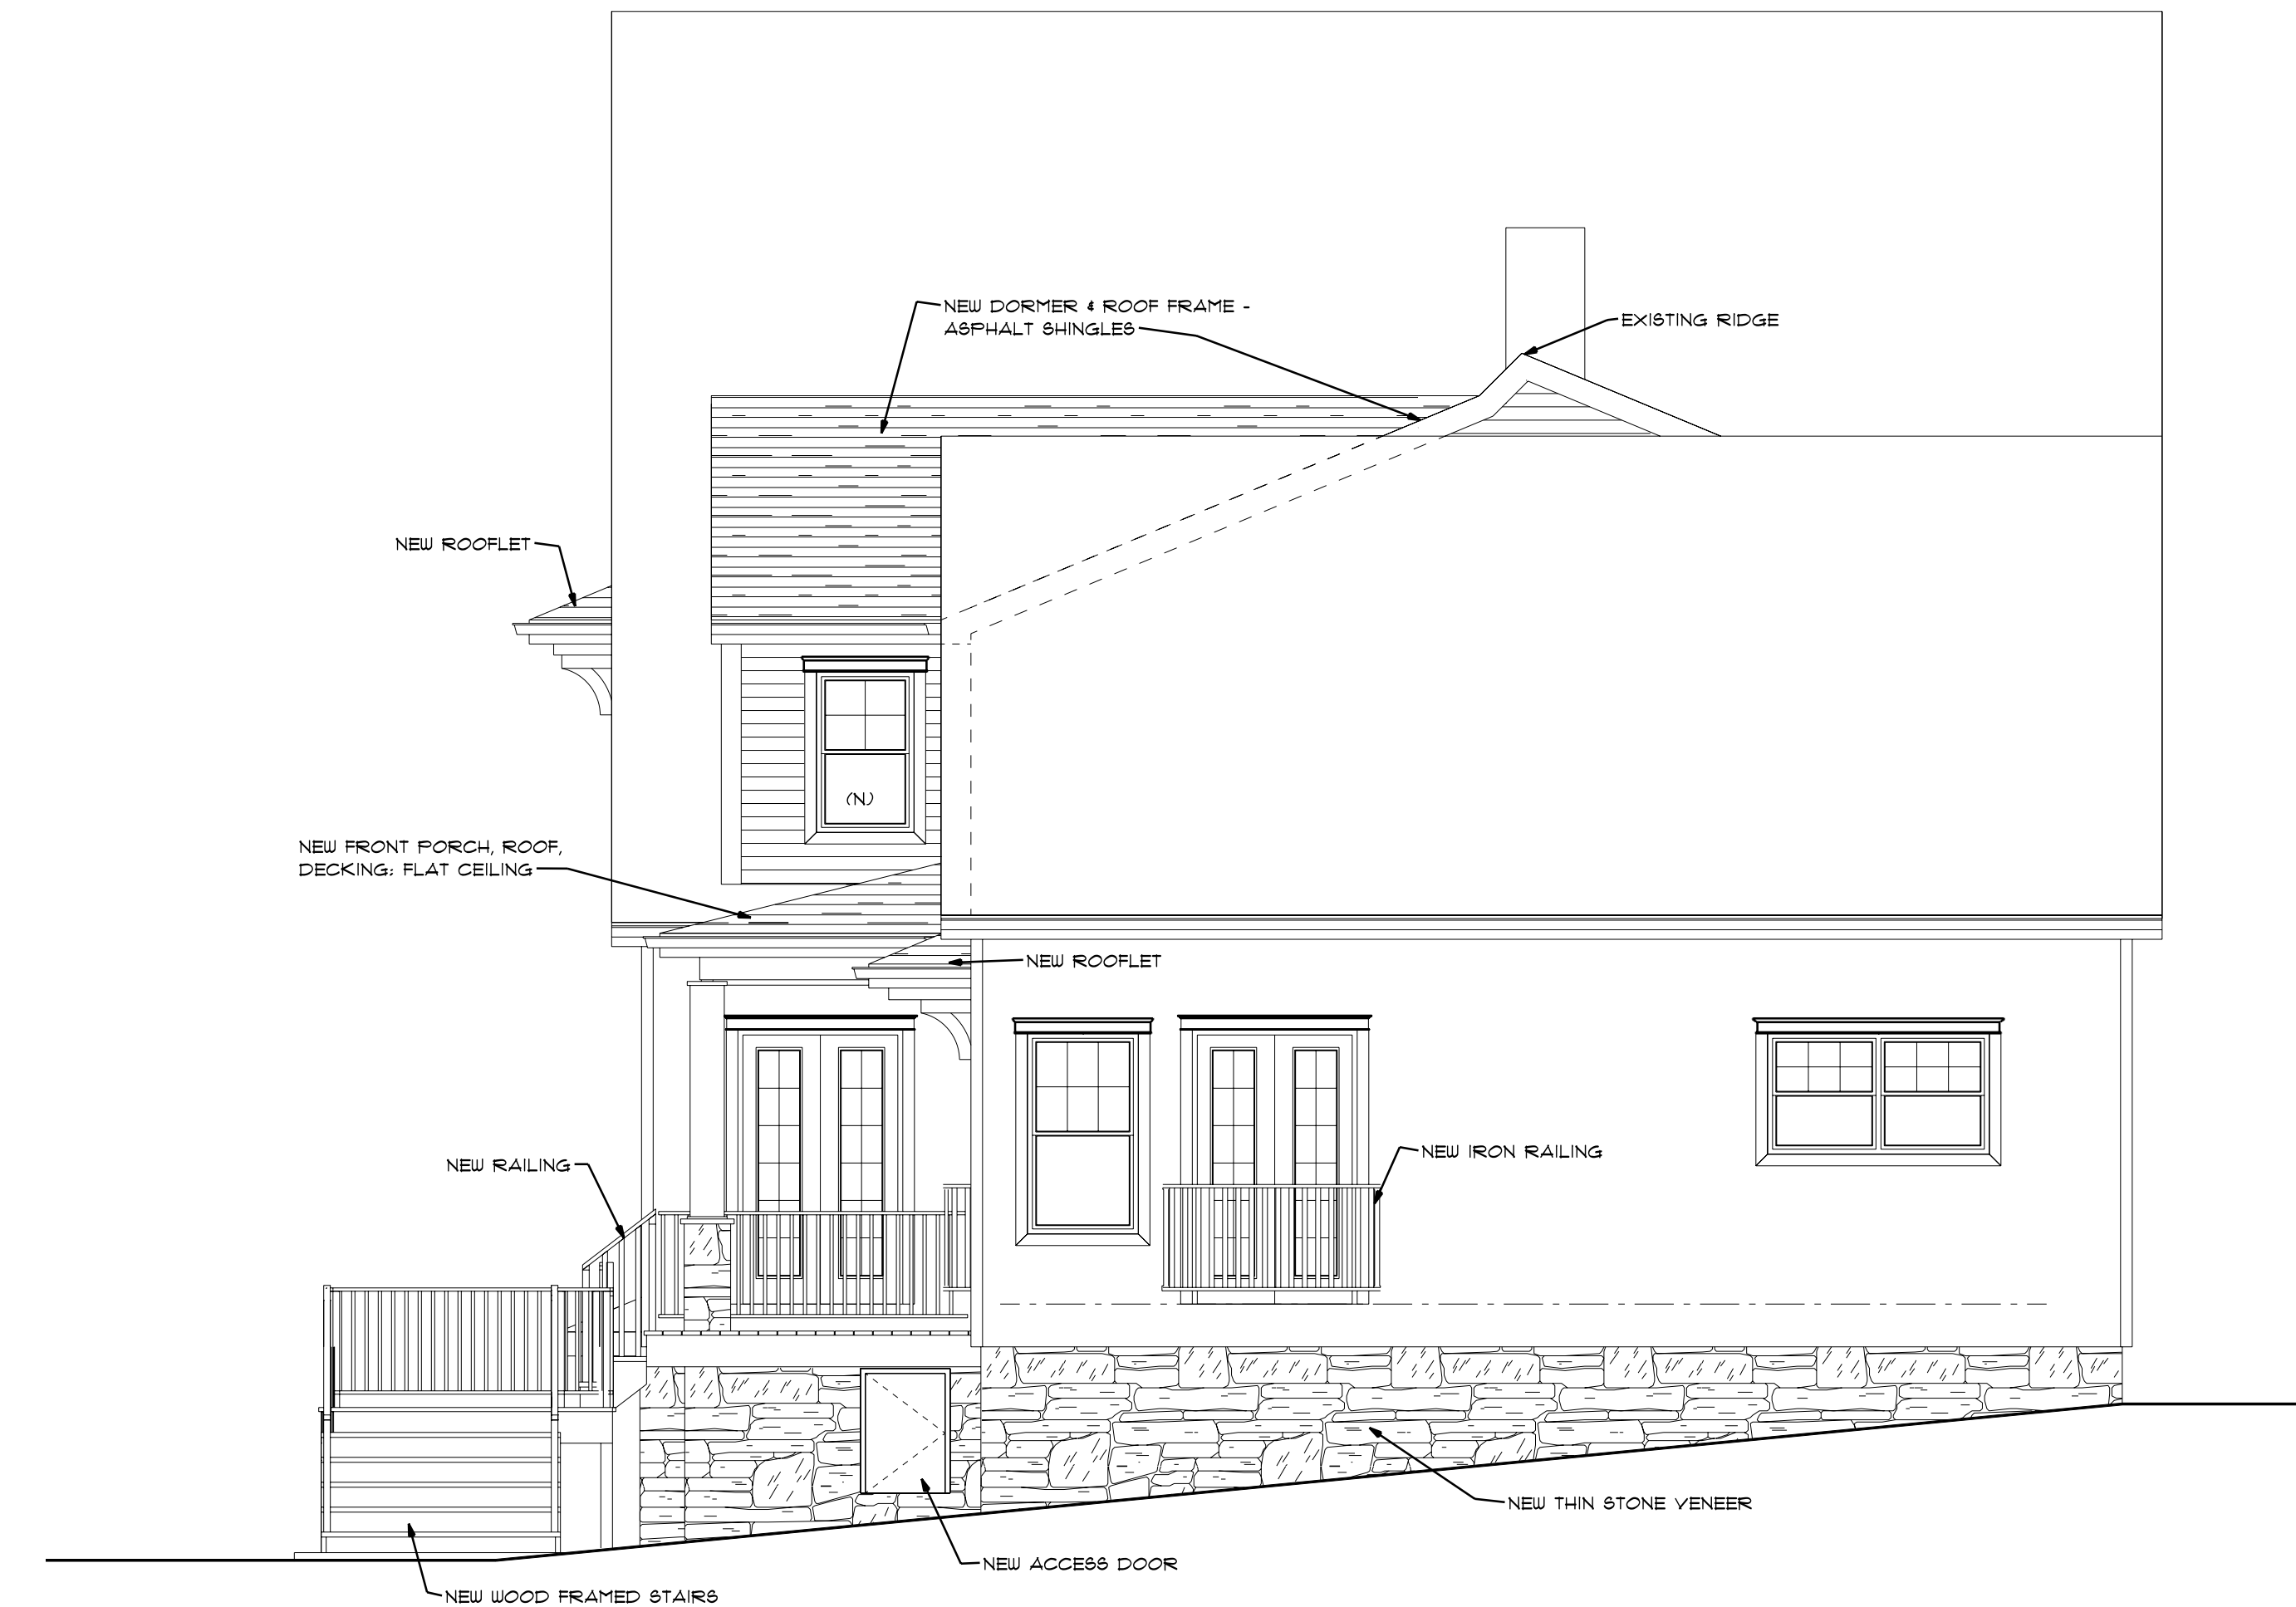 NEW DORMER & ROOF FRAME -
ASPHALT SHINGLES
EXISTING RIDGE
NEW ROOFLET
(N)
NEW FRONT PORCH, ROOF,
DECKING; FLAT CEILING
NEW ROOFLET
NEW RAILING
NEW IRON RAILING
NEW THIN STONE VENEER
NEW ACCESS DOOR
NEW WOOD FRAMED STAIRS